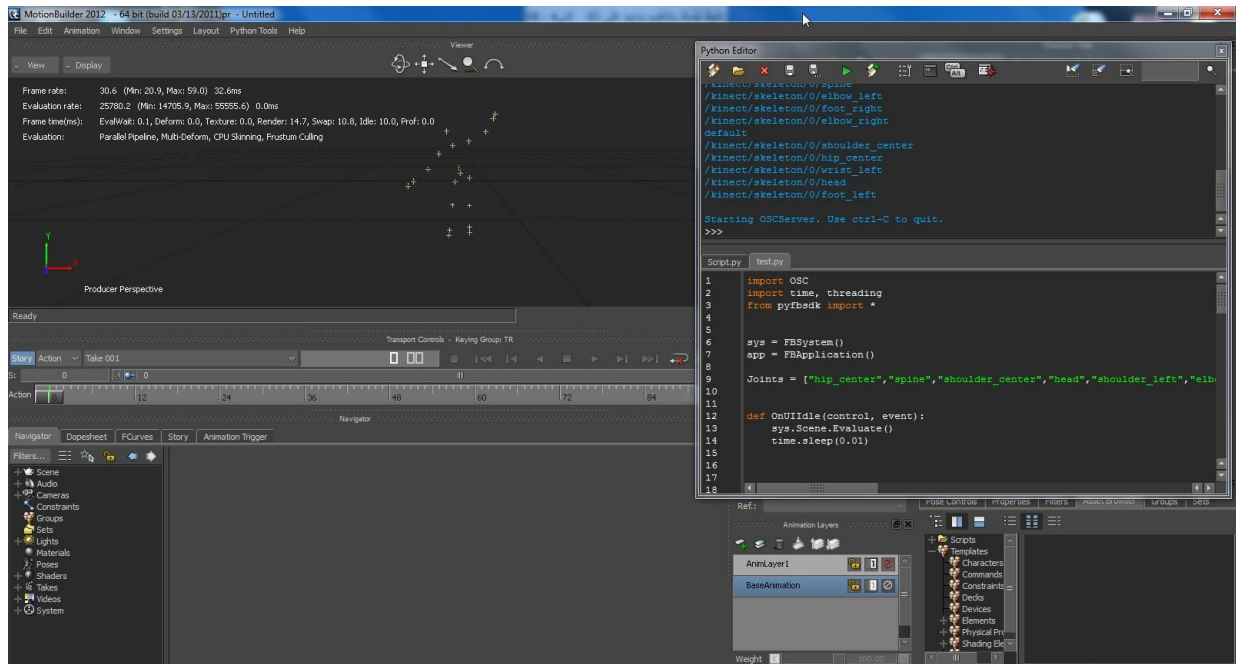 MotionBuilder 2012 - 64 bit (build 03/13/2011)pr - Untitled
File Edit Animation Window Settings Layout Python Tools Help
Viewer
View Display
Frame rate: 30.6 (Min: 20.9, Max: 59.0) 32.6ms
Evaluation rate: 25780.2 (Min: 14705.9, Max: 55555.6) 0.0ms
Frame time(ms): EvalWait: 0.1, Deform: 0.0, Texture: 0.0, Render: 14.7, Swap: 10.8, Idle: 10.0, Prof: 0.0
Evaluation: Parallel Pipeline, Multi-Deform, CPU Skinning, Frustum Culling
Y
X
Producer Perspective
Ready
Transport Controls - Keying Group: TR
Story Action Take 001
S: 0 0
Action 0 12 24 36 48 60 72 84
Navigator
Navigator Dopesheet FCurves Story Animation Trigger
Filters...
Scene
Audio
Cameras
Constraints
Groups
Sets
Lights
Materials
Poses
Shaders
Takes
Videos
System
Python Editor
/kinect/skeleton/0/spine
/kinect/skeleton/0/elbow_left
/kinect/skeleton/0/foot_right
/kinect/skeleton/0/elbow_right
default
/kinect/skeleton/0/shoulder_center
/kinect/skeleton/0/hip_center
/kinect/skeleton/0/wrist_left
/kinect/skeleton/0/head
/kinect/skeleton/0/foot_left
Starting OSCServer. Use ctrl-C to quit.
>>>
Script.py test.py
1 import OSC
2 import time, threading
3 from pyfbsdk import *
4
5
6 sys = FBSystem()
7 app = FBApplication()
8
9 Joints = ["hip_center","spine","shoulder_center","head","shoulder_left","elb
10
11
12 def OnUIIdle(control, event):
13 sys.Scene.Evaluate()
14 time.sleep(0.01)
15
16
17
18
Ref.:
Pose Controls Properties Filters Asset Browser Groups Sets
Animation Layers
AnimLayer1
BaseAnimation
Weight 100.00
Scripts
Templates
Characters
Commands
Constraints
Decks
Devices
Elements
Physical Pro
Shading Ele